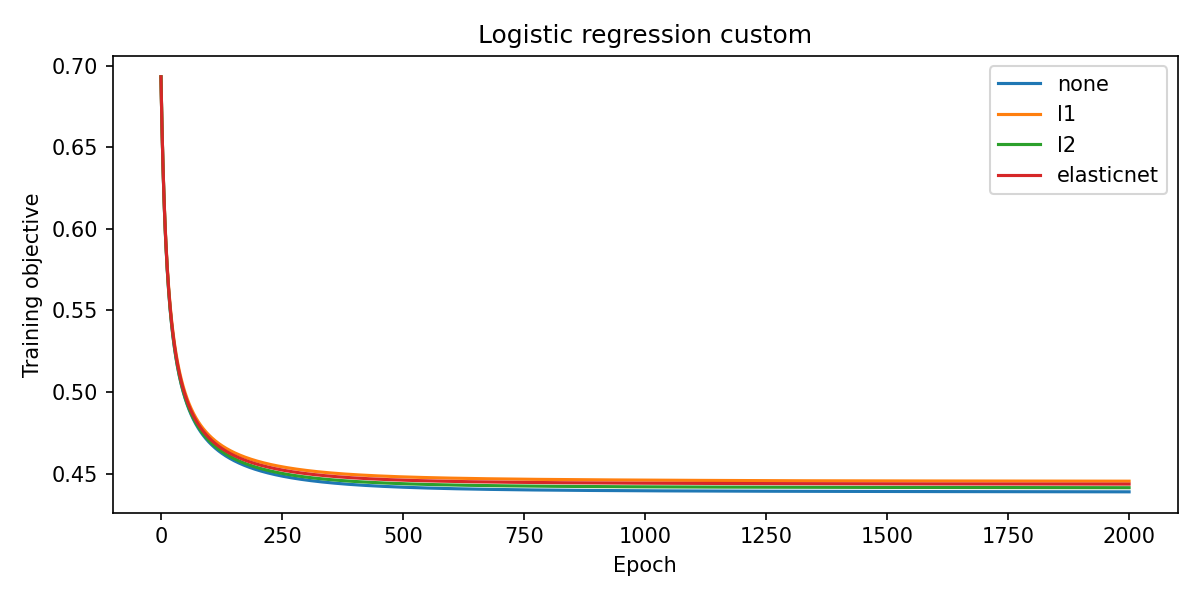 Logistic regression custom
Training objective
0.70
0.65
0.60
0.55
0.50
0.45
none
l1
l2
elasticnet
0 250 500 750 1000 1250 1500 1750 2000
Epoch